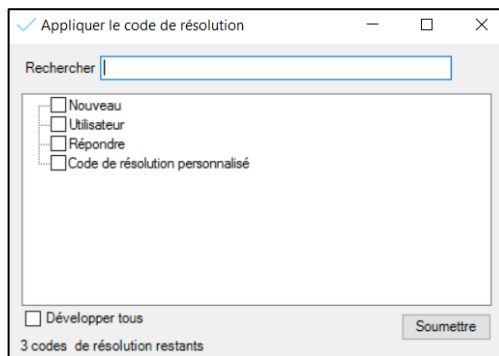 Appliquer le code de résolution
Rechercher
Nouveau
Utilisateur
Répondre
Code de résolution personnalisé
Développer tous
Soumettre
3 codes de résolution restants